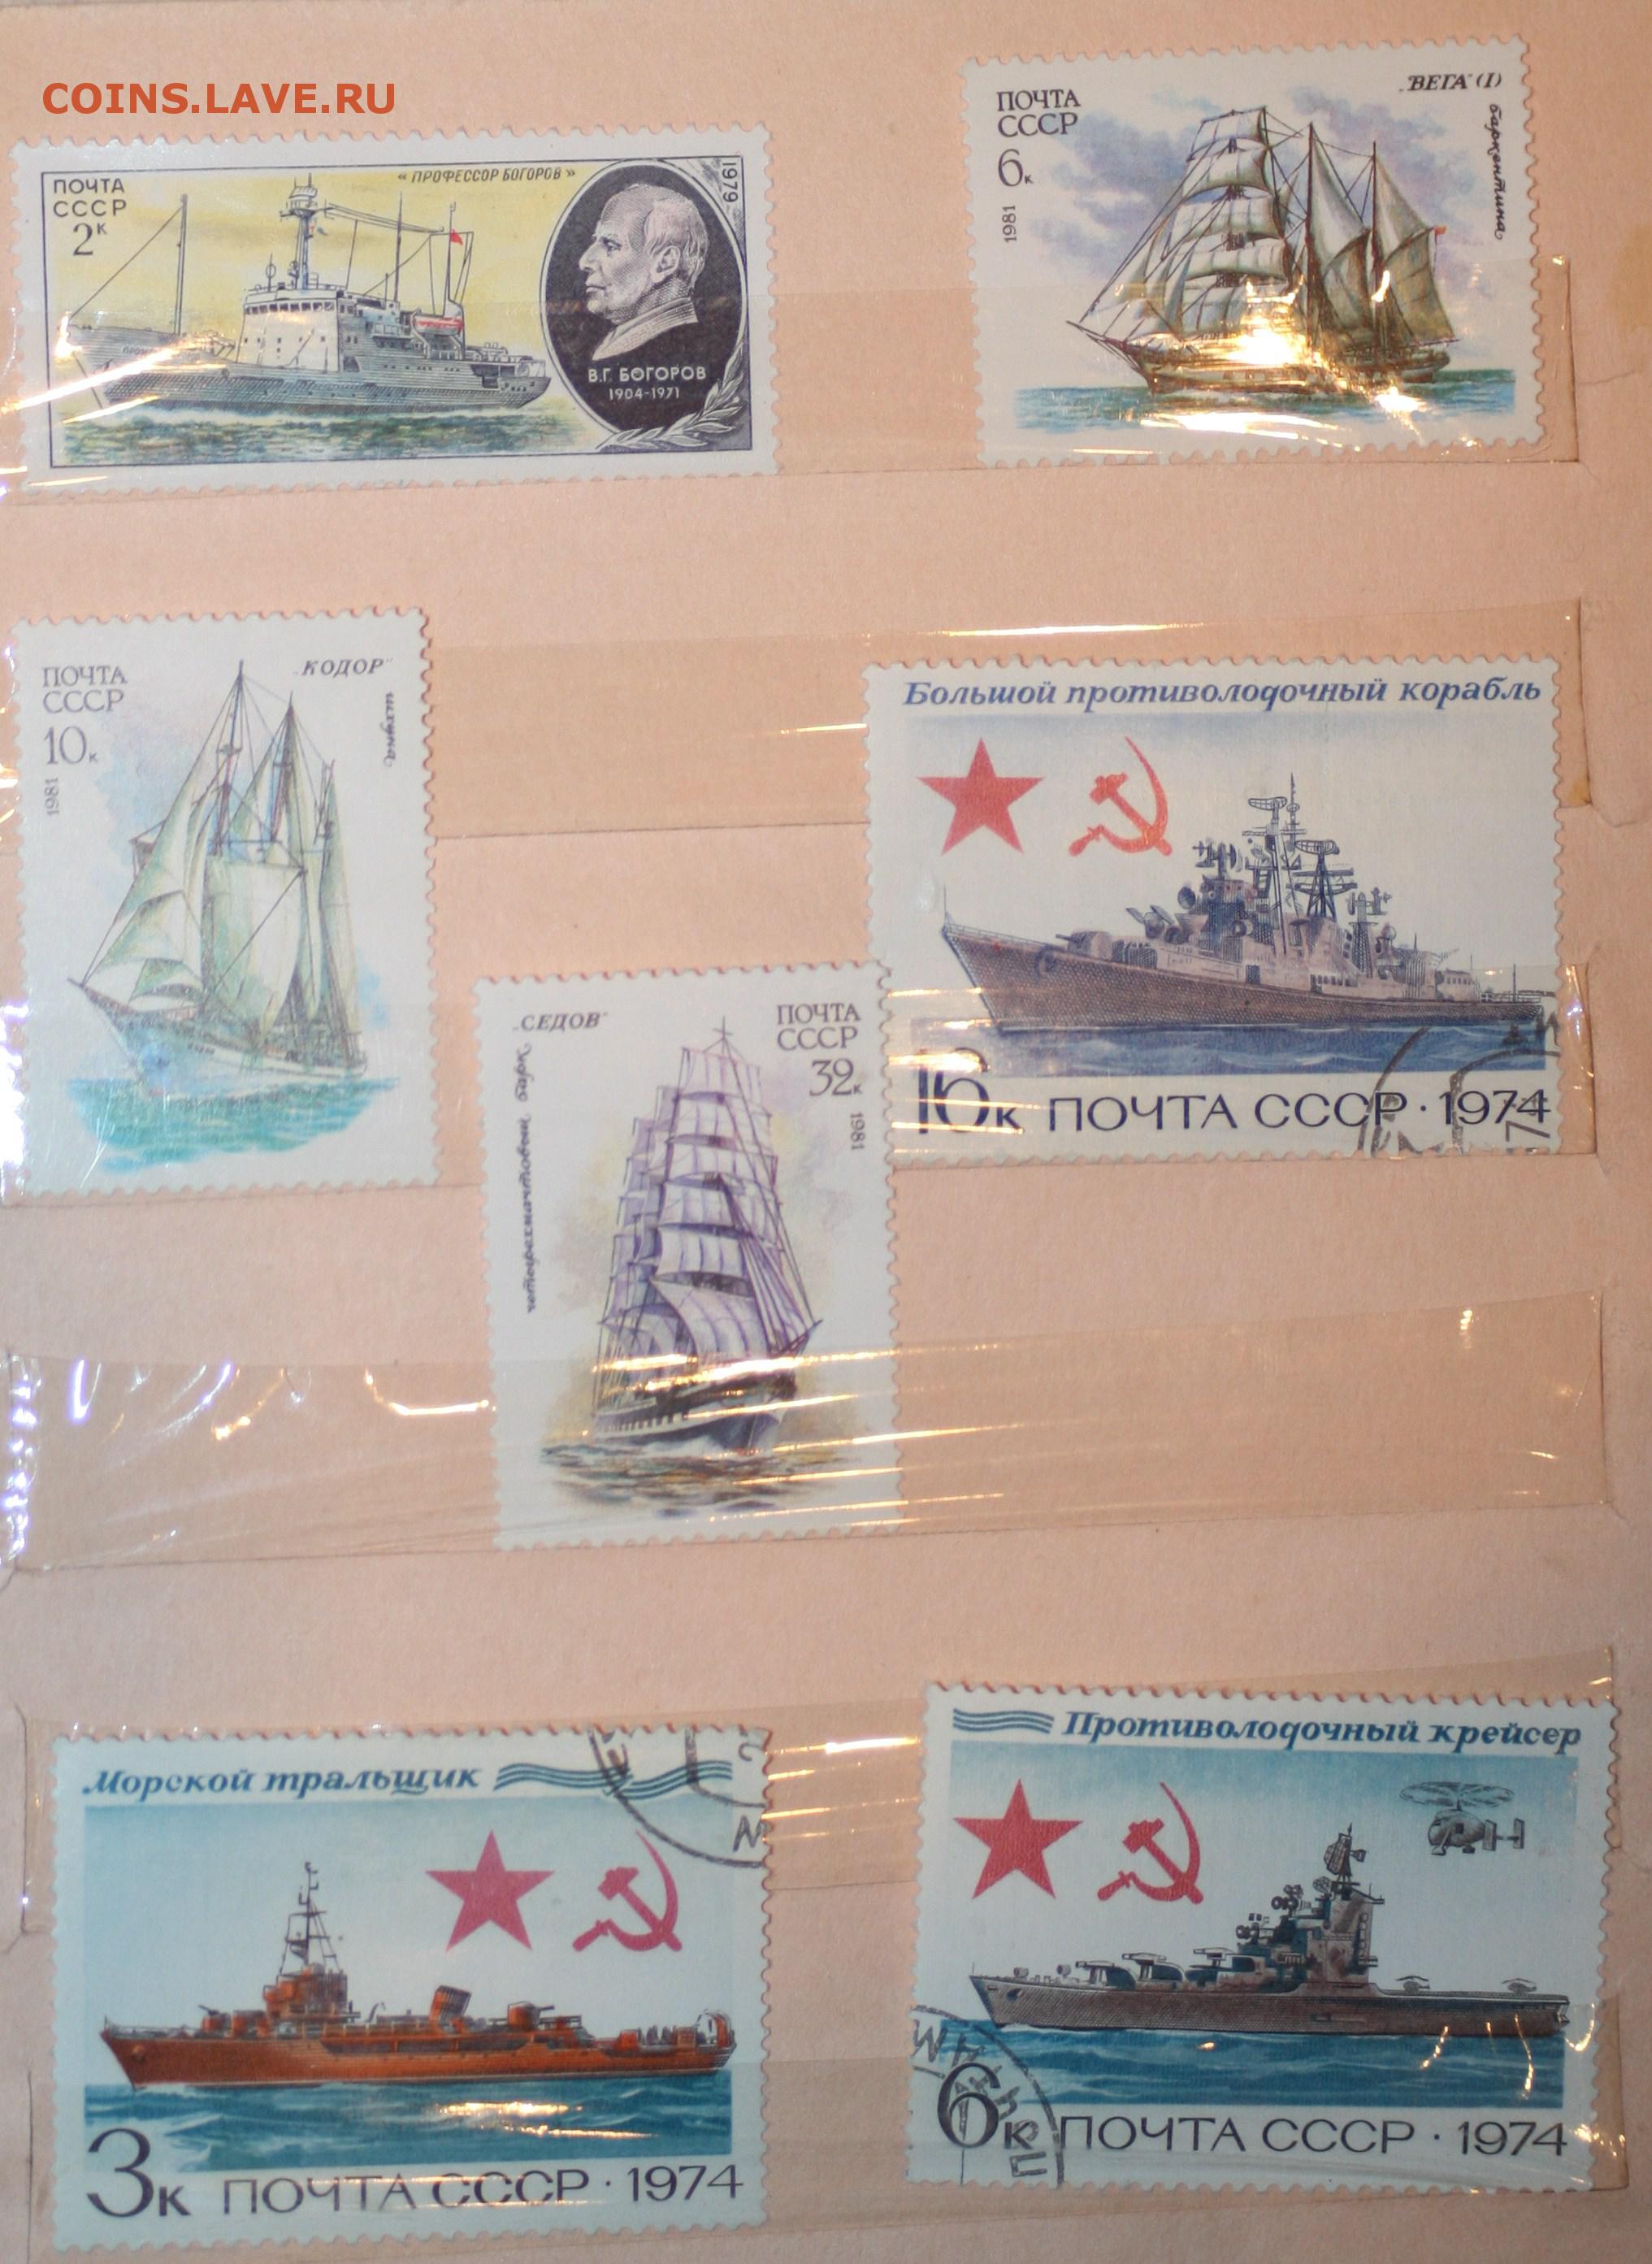 COINS.LAVE.RU
ПОЧТА
СССР
2к
« ПРОФЕССОР БОГОРОВ »
1979
В.Г. БОГОРОВ
1904-1971
ПОЧТА
СССР
6к
1981
„ВЕГА" (I)
баркентина
ПОЧТА
СССР
10к
1981
„КОДОР"
шхуна
Большой противолодочный корабль
16к ПОЧТА СССР · 1974
„СЕДОВ"
четырехмачтовый барк
ПОЧТА
СССР
32к
1981
Морской тральщик
3к ПОЧТА СССР · 1974
Противолодочный крейсер
6к ПОЧТА СССР · 1974